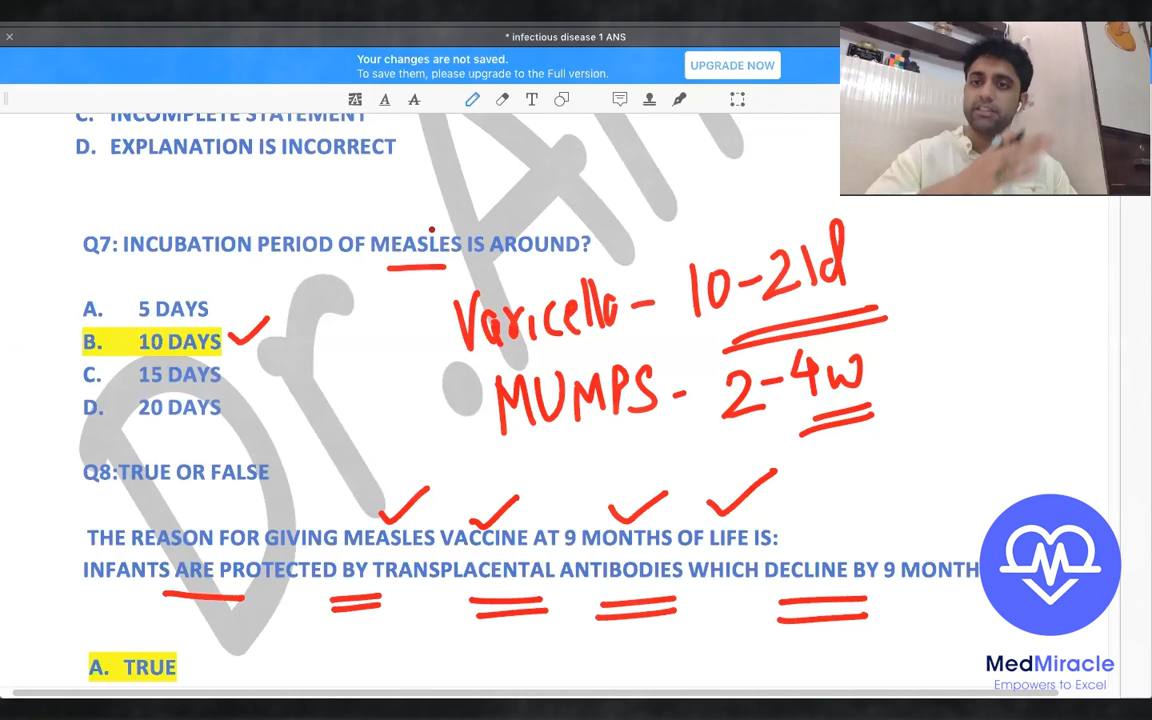 * infectious disease 1 ANS
Your changes are not saved.
To save them, please upgrade to the Full version.
UPGRADE NOW
T
C. INCOMPLETE STATEMENT
D. EXPLANATION IS INCORRECT
Q7: INCUBATION PERIOD OF MEASLES IS AROUND?
A. 5 DAYS
B. 10 DAYS
C. 15 DAYS
D. 20 DAYS
Varicella - 10-21d
MUMPS - 2-4w
Q8:TRUE OR FALSE
THE REASON FOR GIVING MEASLES VACCINE AT 9 MONTHS OF LIFE IS:
INFANTS ARE PROTECTED BY TRANSPLACENTAL ANTIBODIES WHICH DECLINE BY 9 MONTH
A. TRUE
Dr. An
MedMiracle
Empowers to Excel